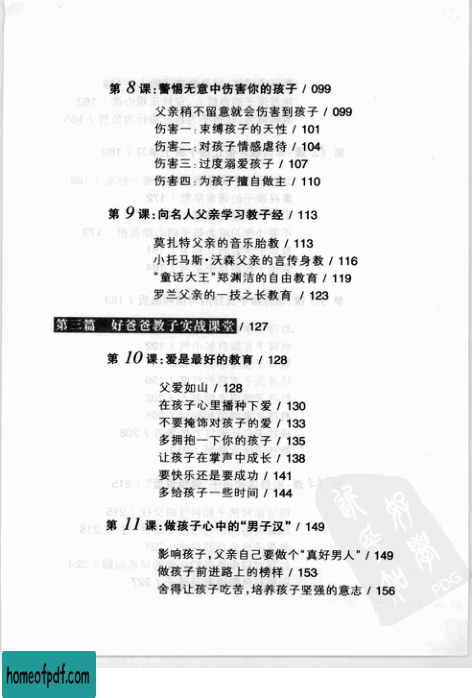 第8课:警惕无意中伤害你的孩子 / 099
父亲稍不留意就会伤害到孩子 / 099
伤害一:束缚孩子的天性 / 101
伤害二:对孩子情感虐待 / 104
伤害三:过度溺爱孩子 / 107
伤害四:为孩子擅自做主 / 110
第9课:向名人父亲学习教子经 / 113
莫扎特父亲的音乐胎教 / 113
小托马斯·沃森父亲的言传身教 / 116
“童话大王”郑渊洁的自由教育 / 119
罗兰父亲的一技之长教育 / 123
第三篇 好爸爸教子实战课堂 / 127
第10课:爱是最好的教育 / 128
父爱如山 / 128
在孩子心里播种下爱 / 130
不要掩饰对孩子的爱 / 133
多拥抱一下你的孩子 / 135
让孩子在掌声中成长 / 138
要快乐还是要成功 / 141
多给孩子一些时间 / 144
第11课:做孩子心中的“男子汉” / 149
影响孩子,父亲自己要做个“真好男人” / 149
做孩子前进路上的榜样 / 153
舍得让孩子吃苦,培养孩子坚强的意志 / 156
PDG
homeofpdf.com